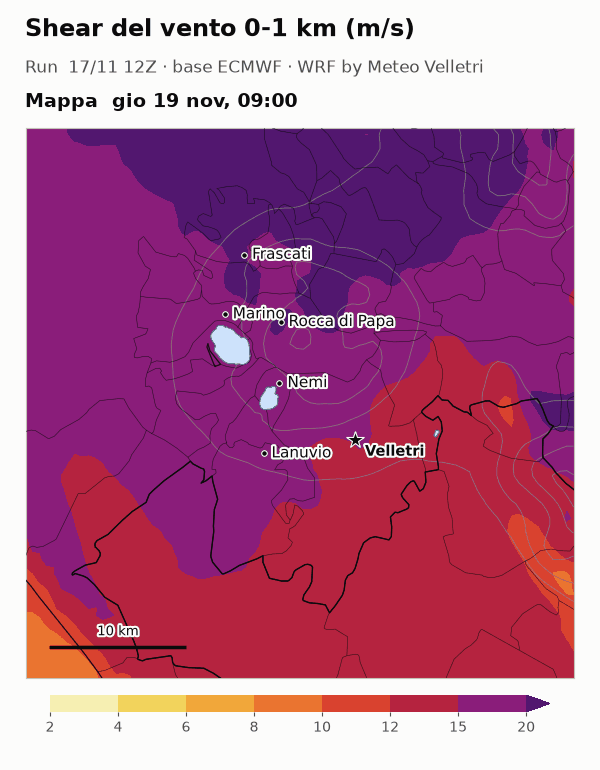 Shear del vento 0-1 km (m/s)
Run  17/11 12Z · base ECMWF · WRF by Meteo Velletri
Mappa  gio 19 nov, 09:00
Frascati
Marino
Rocca di Papa
Nemi
Velletri
Lanuvio
10 km
2 4 6 8 10 12 15 20